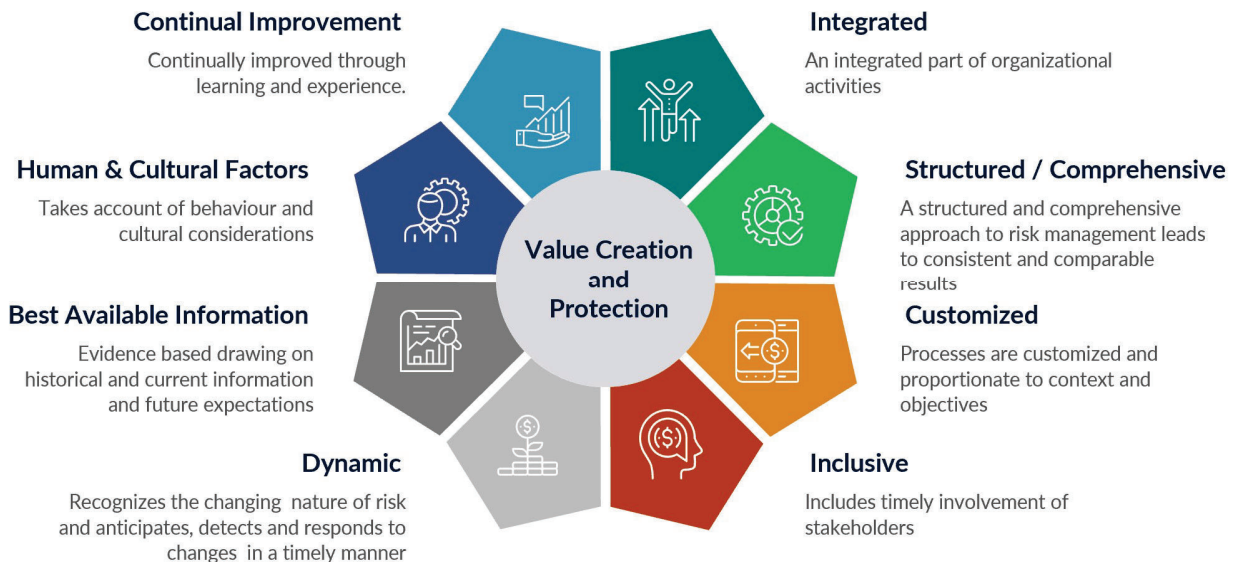 Continual Improvement
Continually improved through
learning and experience.
Integrated
An integrated part of organizational
activities
Human & Cultural Factors
Takes account of behaviour and
cultural considerations
Structured / Comprehensive
A structured and comprehensive
approach to risk management leads
to consistent and comparable
results
Value Creation
and
Protection
Best Available Information
Evidence based drawing on
historical and current information
and future expectations
Customized
Processes are customized and
proportionate to context and
objectives
Dynamic
Recognizes the changing nature of risk
and anticipates, detects and responds to
changes in a timely manner
Inclusive
Includes timely involvement of
stakeholders
$
$
$